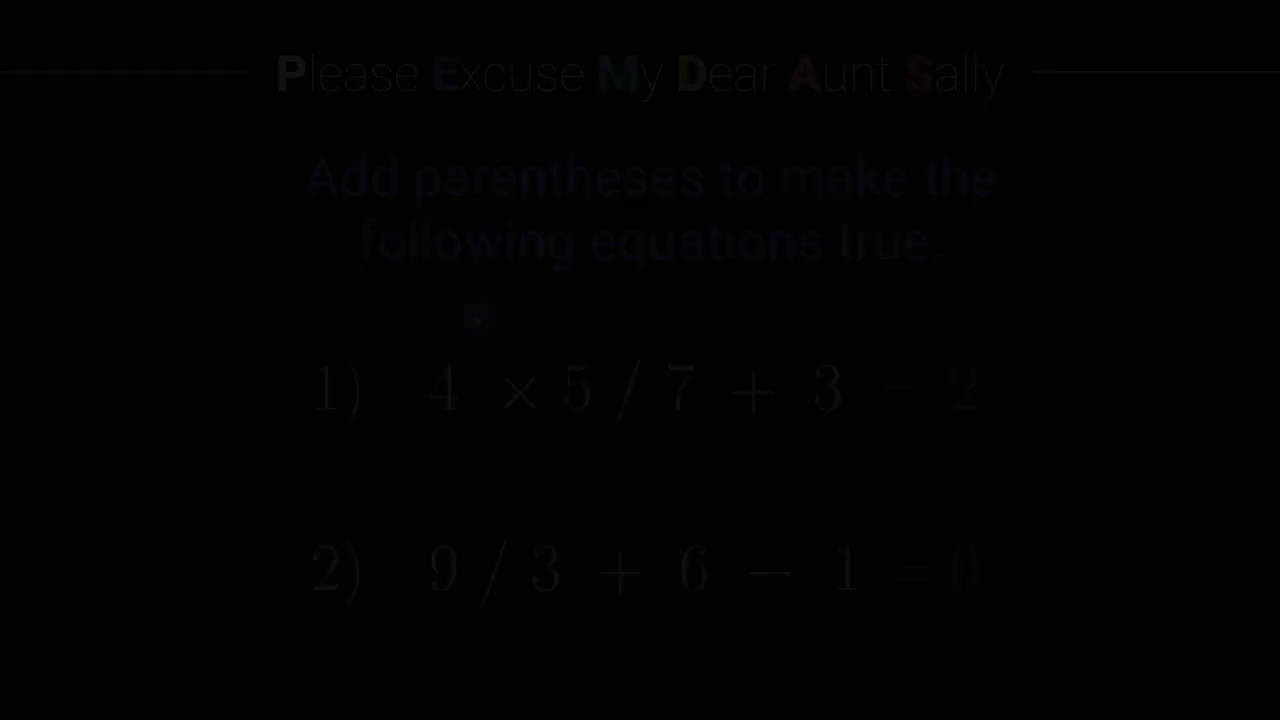 Please Excuse My Dear Aunt Sally
Add parentheses to make the
following equations true.
1) 4 × 5 / 7 + 3 = 2
2) 9 / 3 + 6 − 1 = 0